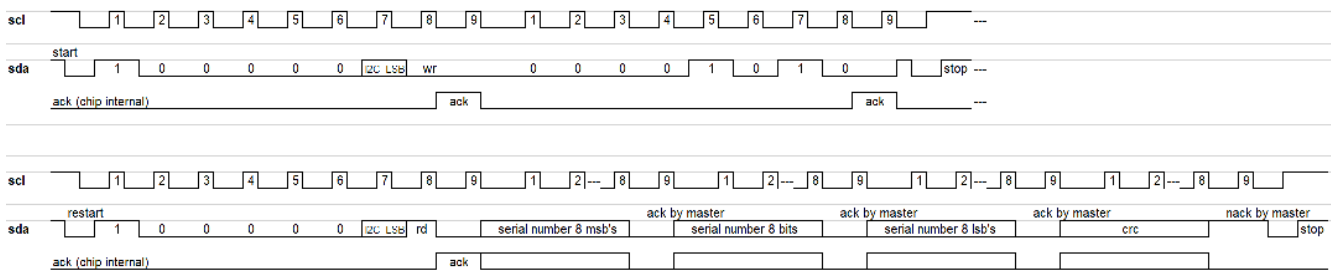 scl 1 2 3 4 5 6 7 8 9 1 2 3 4 5 6 7 8 9 ---
start
sda 1 0 0 0 0 0 I2C LSB wr 0 0 0 0 1 0 1 0 stop ---
ack (chip internal) ack ack ---
scl 1 2 3 4 5 6 7 8 9 1 2 --- 8 9 1 2 --- 8 9 1 2 --- 8 9 1 2 --- 8 9
restart ack by master ack by master ack by master nack by master
sda 1 0 0 0 0 0 I2C LSB rd serial number 8 msb's serial number 8 bits serial number 8 lsb's crc stop
ack (chip internal) ack